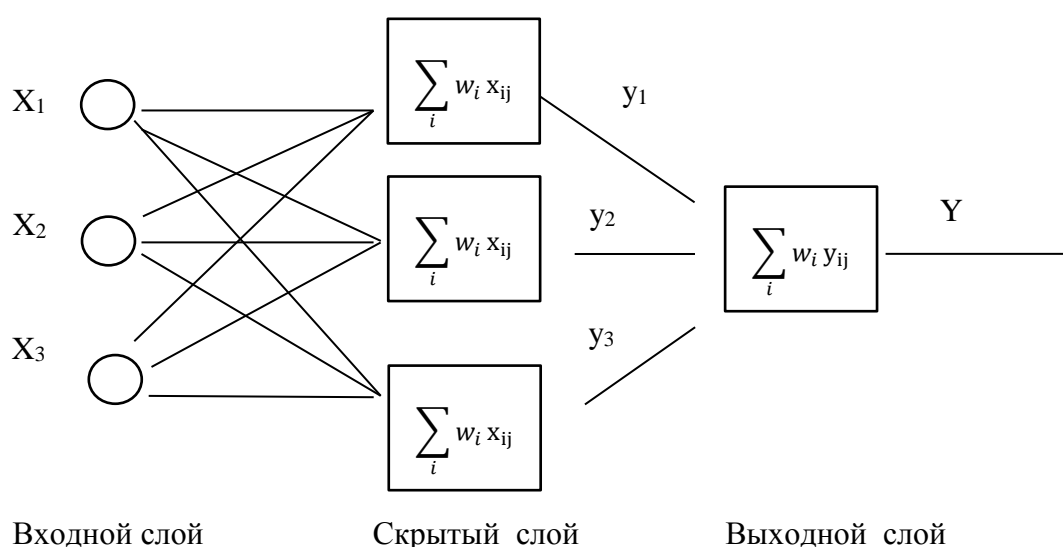 X₁
X₂
X₃
∑ᵢ wᵢ xᵢⱼ
∑ᵢ wᵢ xᵢⱼ
∑ᵢ wᵢ xᵢⱼ
y₁
y₂
y₃
∑ᵢ wᵢ yᵢⱼ
Y
Входной слой
Скрытый слой
Выходной слой